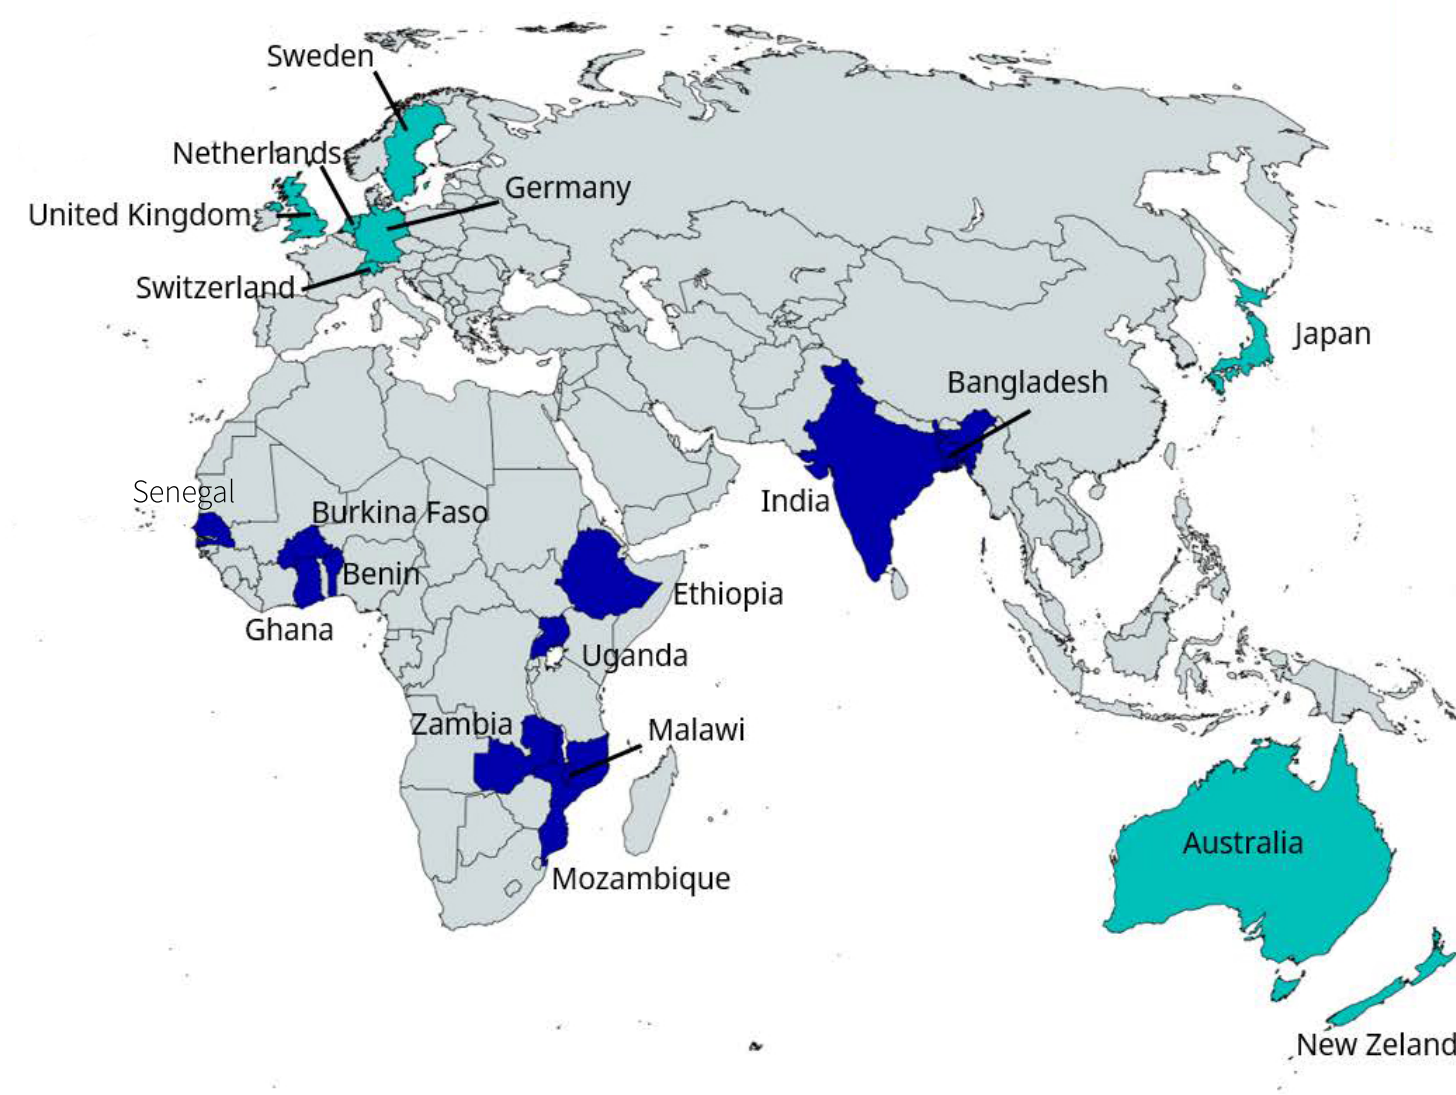 Sweden
Netherlands
Germany
United Kingdom
Switzerland
Japan
Bangladesh
Senegal
India
Burkina Faso
Benin
Ethiopia
Ghana
Uganda
Zambia
Malawi
Australia
Mozambique
New Zeland